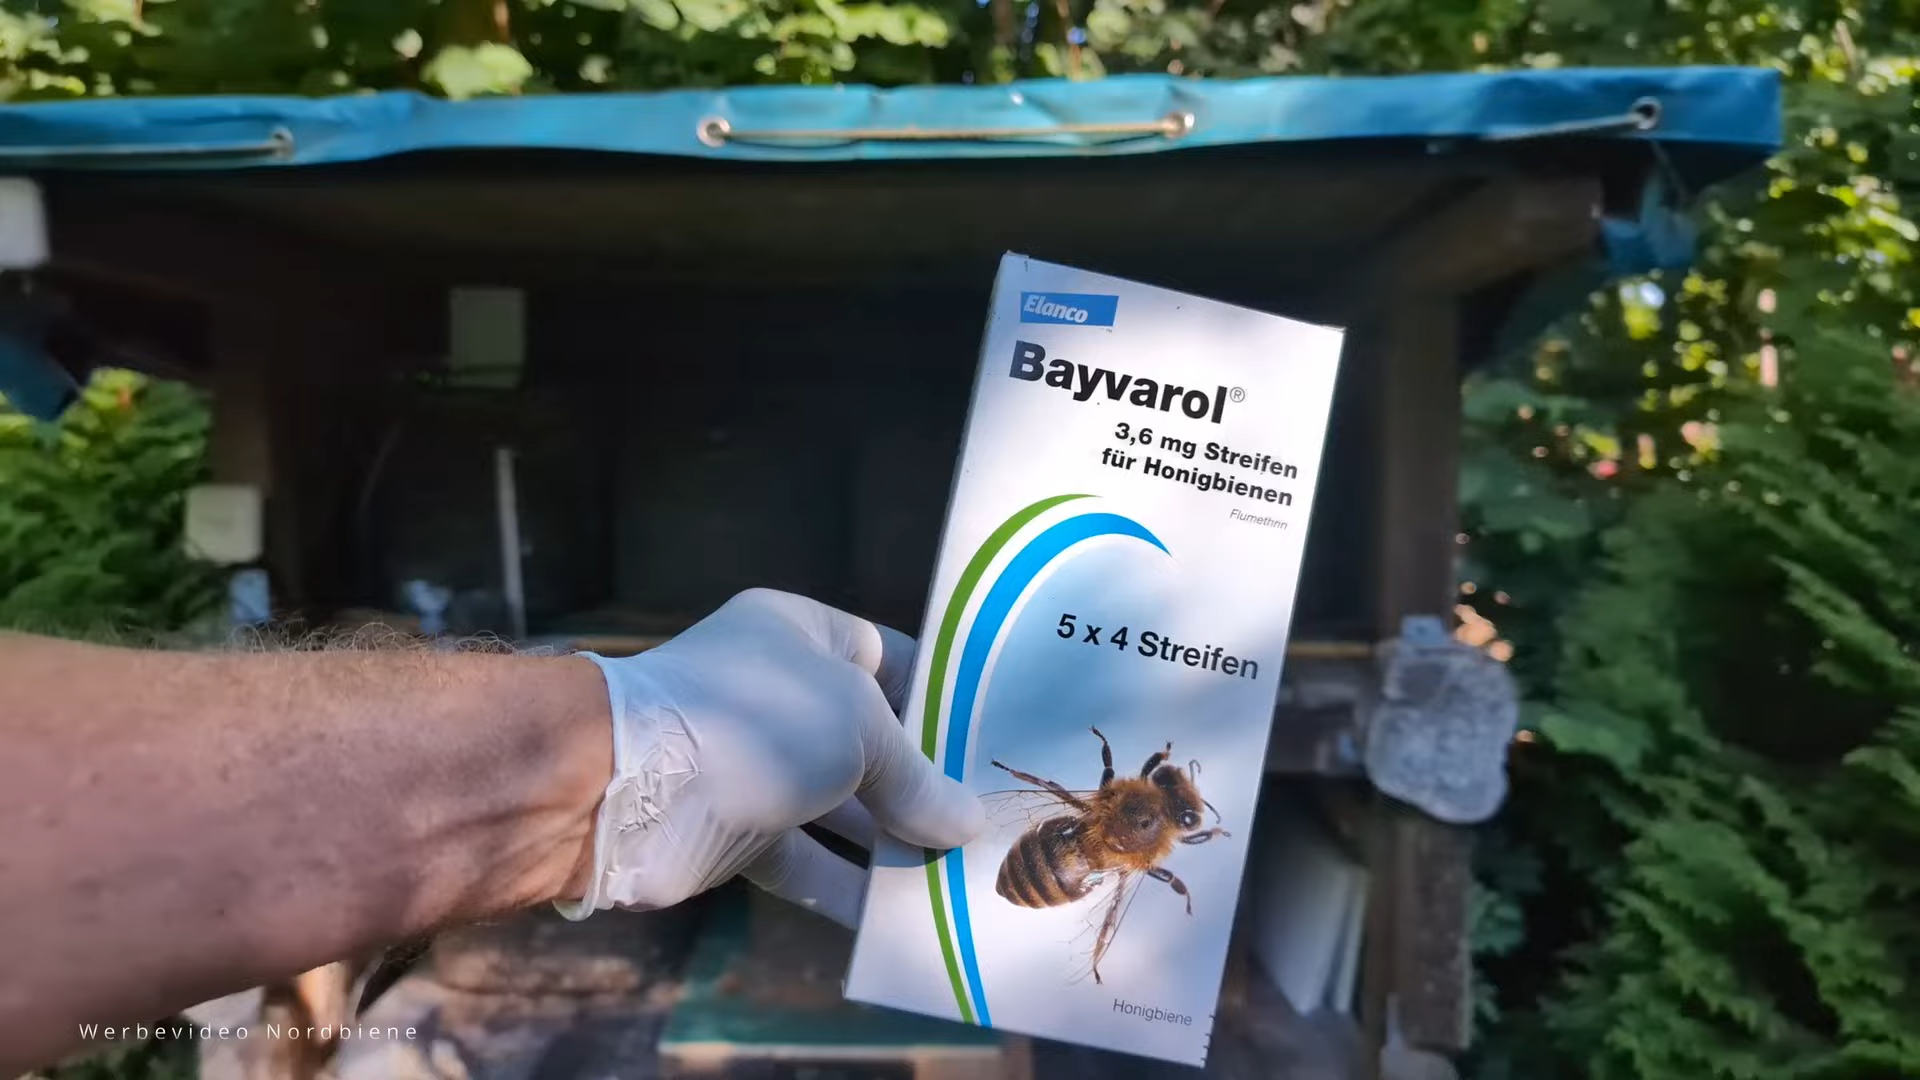 Elanco
Bayvarol®
3,6 mg Streifen
für Honigbienen
Flumethrin
5 x 4 Streifen
Honigbiene
Werbevideo Nordbiene